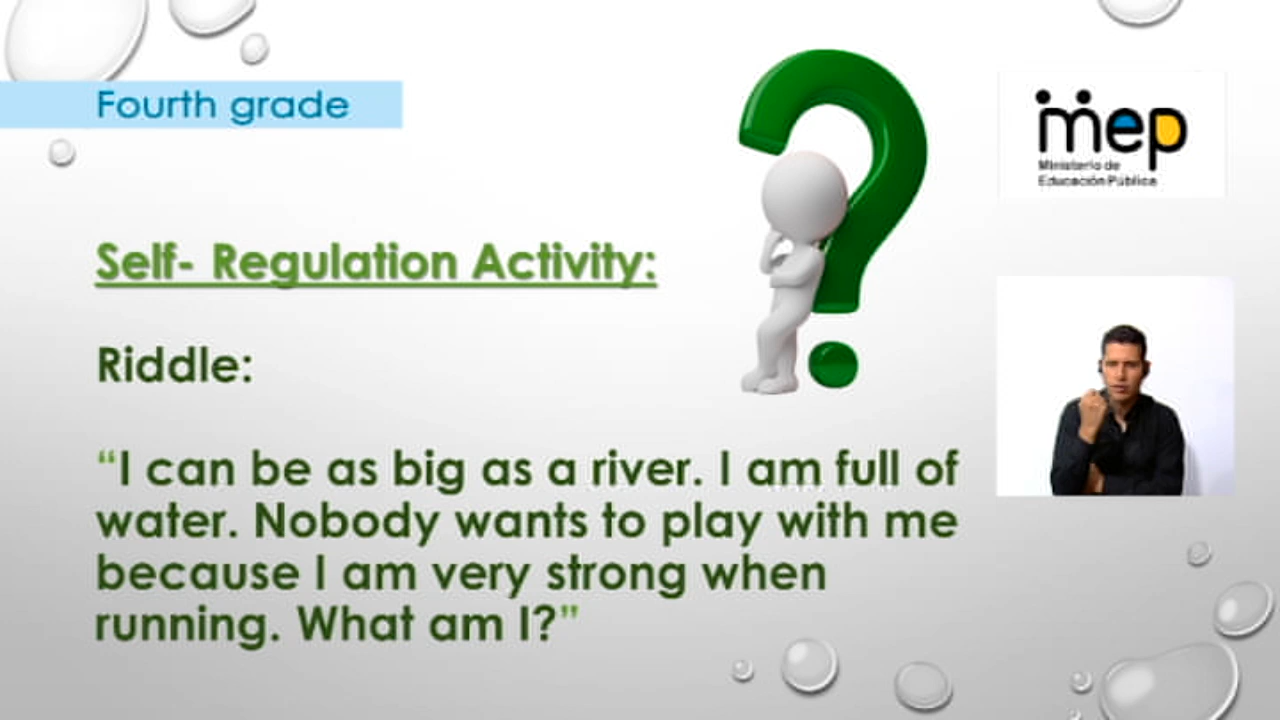 Fourth grade
mep
Ministerio de
Educación Pública
Self- Regulation Activity:
Riddle:
“I can be as big as a river. I am full of
water. Nobody wants to play with me
because I am very strong when
running. What am I?”